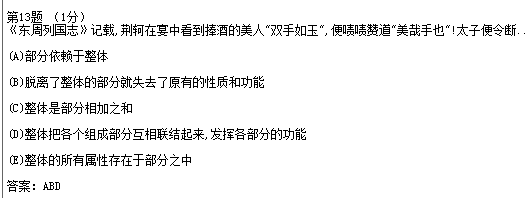 第13题 （1分）
《东周列国志》记载,荆轲在宴中看到捧酒的美人“双手如玉“,便啧啧赞道“美哉手也”!太子便令断..
(A)部分依赖于整体
(B)脱离了整体的部分就失去了原有的性质和功能
(C)整体是部分相加之和
(D)整体把各个组成部分互相联结起来,发挥各部分的功能
(E)整体的所有属性存在于部分之中
答案: ABD